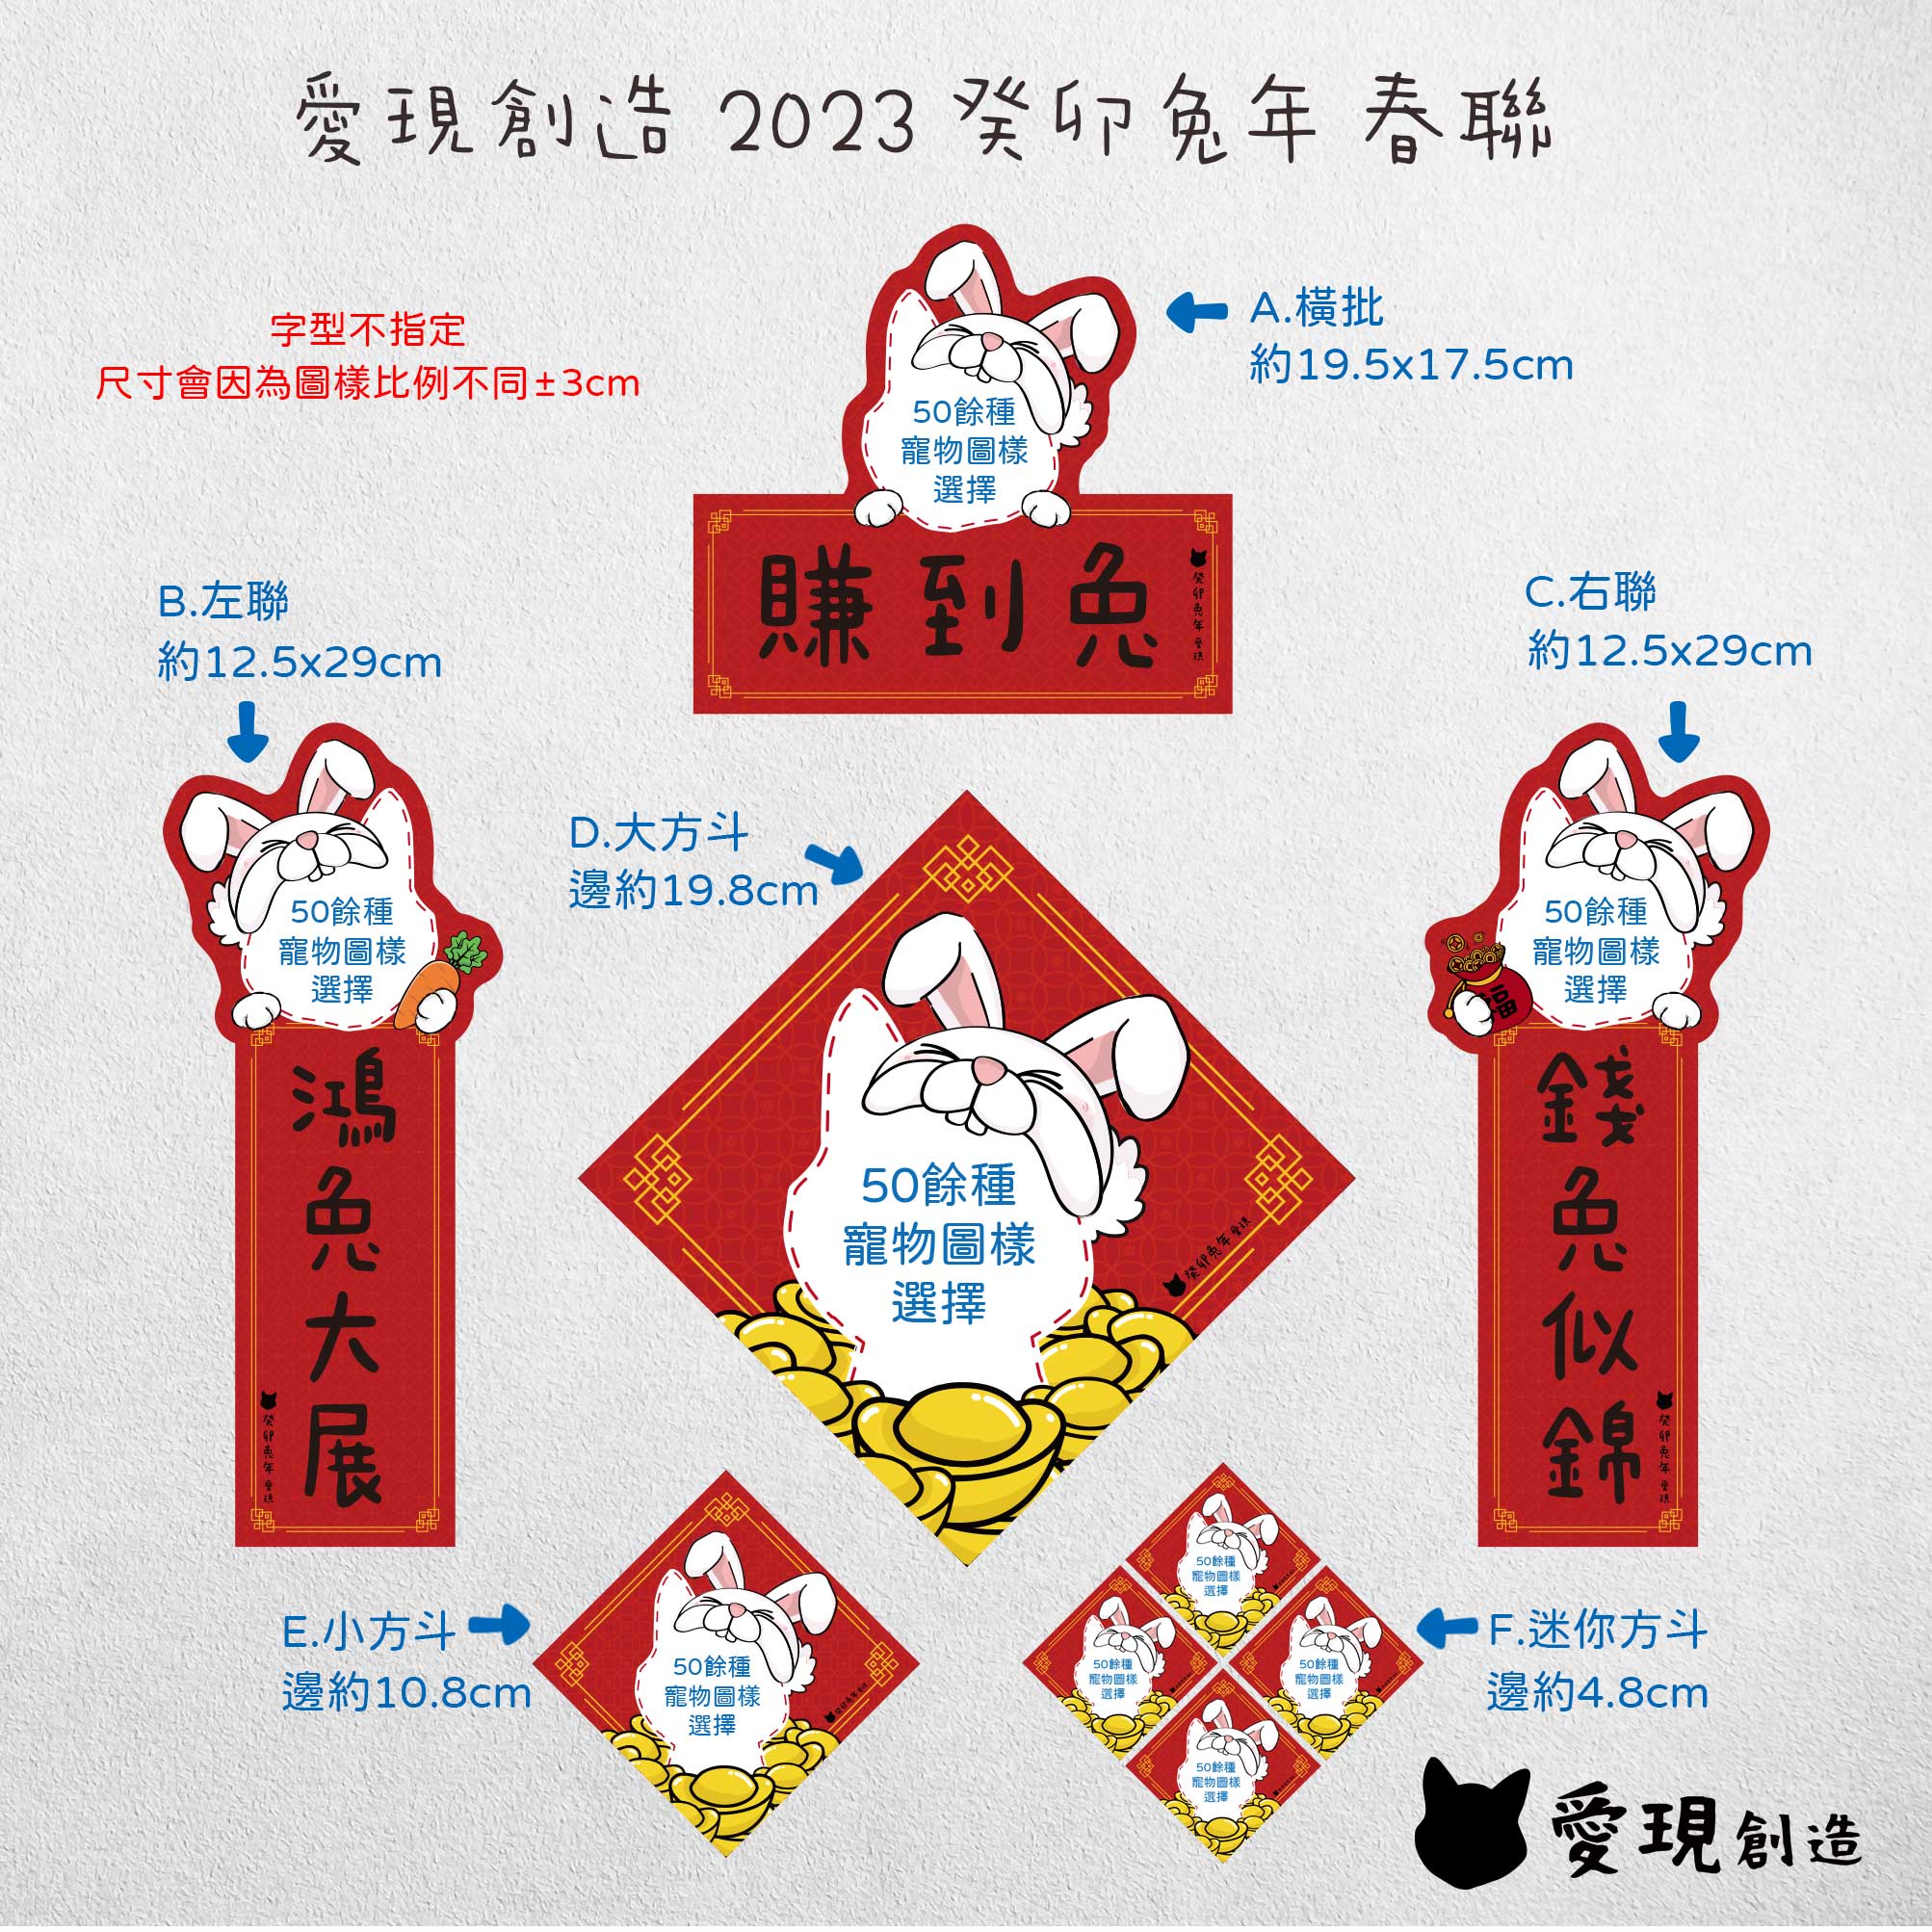 愛現創造 2023 癸卯兔年 春聯
字型不指定
尺寸會因為圖樣比例不同±3cm
A.橫批
約19.5x17.5cm
50餘種
寵物圖樣
選擇
賺到兔
癸卯兔年 愛現
B.左聯
約12.5x29cm
50餘種
寵物圖樣
選擇
鴻兔大展
癸卯兔年 愛現
C.右聯
約12.5x29cm
50餘種
寵物圖樣
選擇
福
錢兔似錦
癸卯兔年 愛現
D.大方斗
邊約19.8cm
50餘種
寵物圖樣
選擇
癸卯兔年 愛現
E.小方斗
邊約10.8cm
50餘種
寵物圖樣
選擇
癸卯兔年 愛現
F.迷你方斗
邊約4.8cm
50餘種
寵物圖樣
選擇
50餘種
寵物圖樣
選擇
50餘種
寵物圖樣
選擇
50餘種
寵物圖樣
選擇
愛現創造